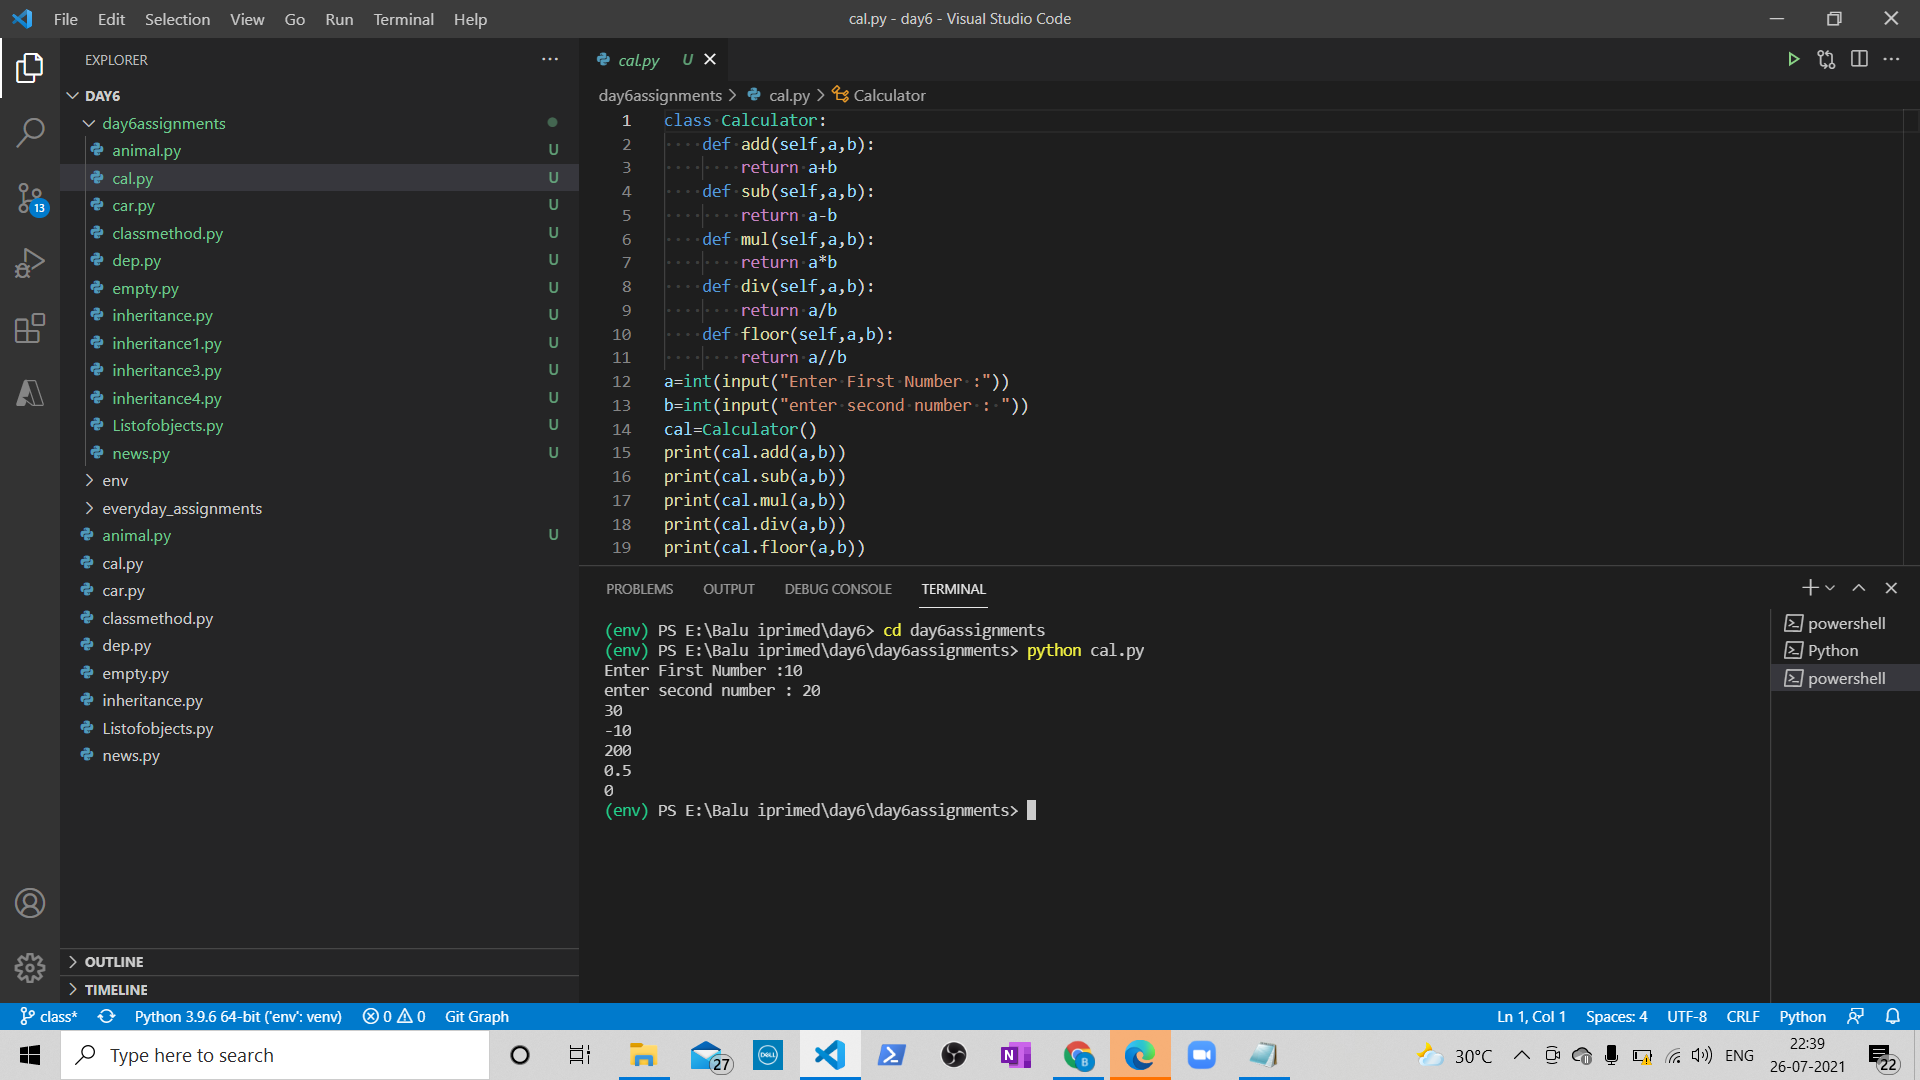 File Edit Selection View Go Run Terminal Help
cal.py - day6 - Visual Studio Code
EXPLORER
DAY6
day6assignments
animal.py U
cal.py U
car.py U
classmethod.py U
dep.py U
empty.py U
inheritance.py U
inheritance1.py U
inheritance3.py U
inheritance4.py U
Listofobjects.py U
news.py U
env
everyday_assignments
animal.py U
cal.py
car.py
classmethod.py
dep.py
empty.py
inheritance.py
Listofobjects.py
news.py
OUTLINE
TIMELINE
13
cal.py U
day6assignments > cal.py > Calculator
1 class Calculator:
2 def add(self,a,b):
3 return a+b
4 def sub(self,a,b):
5 return a-b
6 def mul(self,a,b):
7 return a*b
8 def div(self,a,b):
9 return a/b
10 def floor(self,a,b):
11 return a//b
12 a=int(input("Enter First Number :"))
13 b=int(input("enter second number : "))
14 cal=Calculator()
15 print(cal.add(a,b))
16 print(cal.sub(a,b))
17 print(cal.mul(a,b))
18 print(cal.div(a,b))
19 print(cal.floor(a,b))
PROBLEMS OUTPUT DEBUG CONSOLE TERMINAL
(env) PS E:\Balu iprimed\day6> cd day6assignments
(env) PS E:\Balu iprimed\day6\day6assignments> python cal.py
Enter First Number :10
enter second number : 20
30
-10
200
0.5
0
(env) PS E:\Balu iprimed\day6\day6assignments>
powershell
Python
powershell
class* Python 3.9.6 64-bit ('env': venv) 0 0 Git Graph
Ln 1, Col 1 Spaces: 4 UTF-8 CRLF Python
Type here to search
27
DELL
N
B
30°C
ENG
22:39
26-07-2021
22